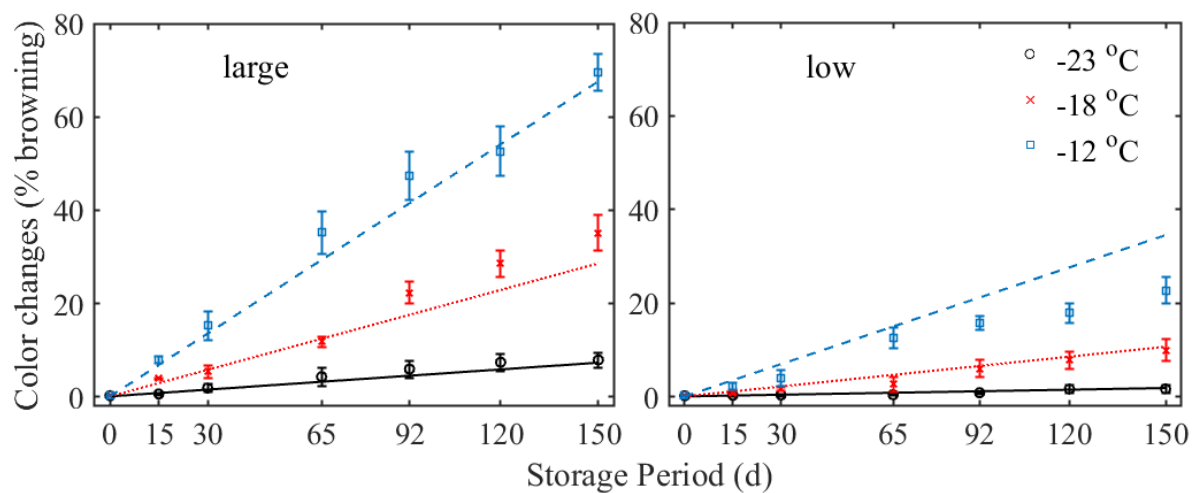 Color changes (% browning)
80
60
40
20
0
large
0 15 30 65 92 120 150
80
60
40
20
0
low
-23 °C
-18 °C
-12 °C
0 15 30 65 92 120 150
Storage Period (d)